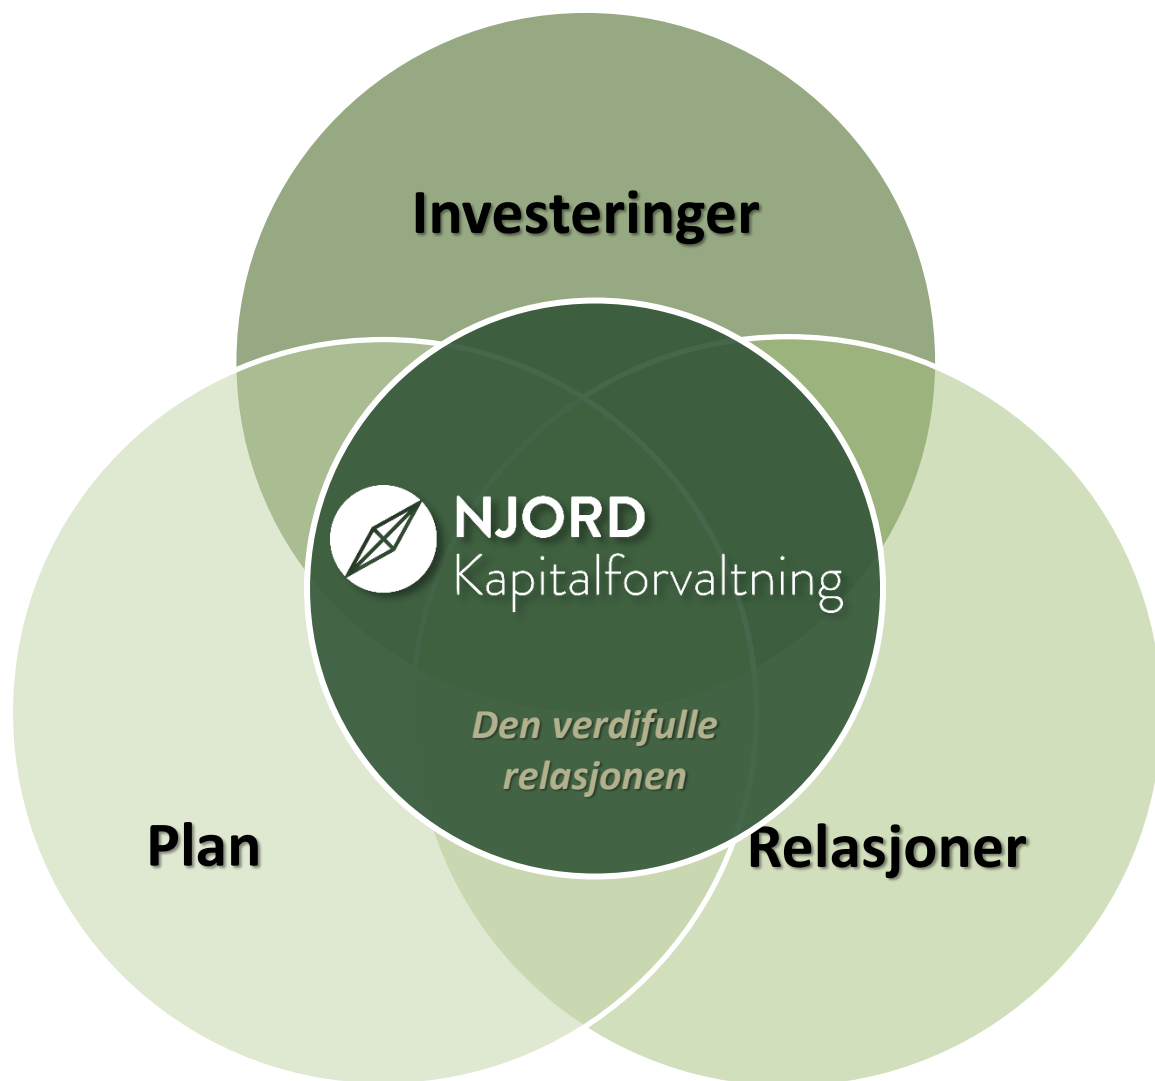 Investeringer
NJORD
Kapitalforvaltning
Den verdifulle
relasjonen
Plan
Relasjoner